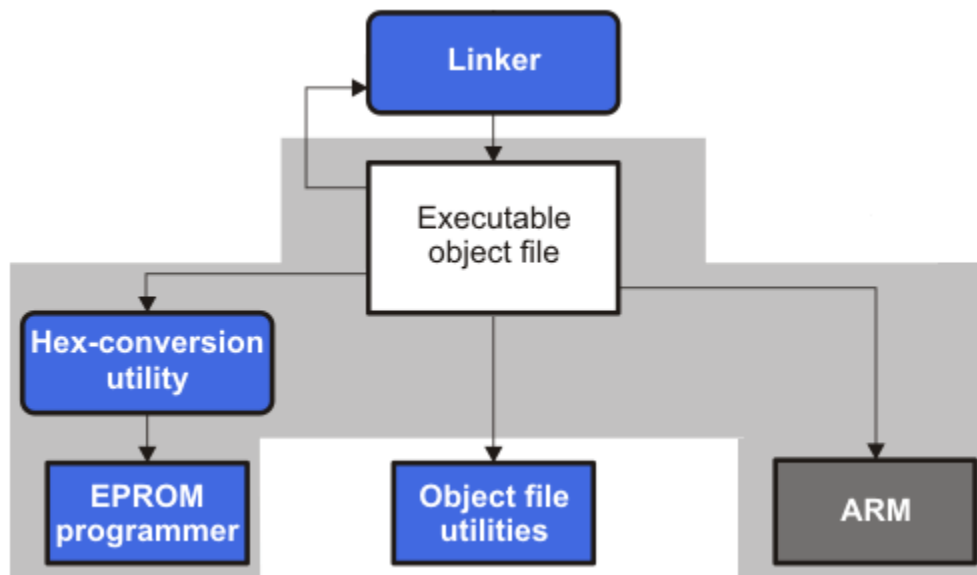 Linker
Executable
object file
Hex-conversion
utility
EPROM
programmer
Object file
utilities
ARM